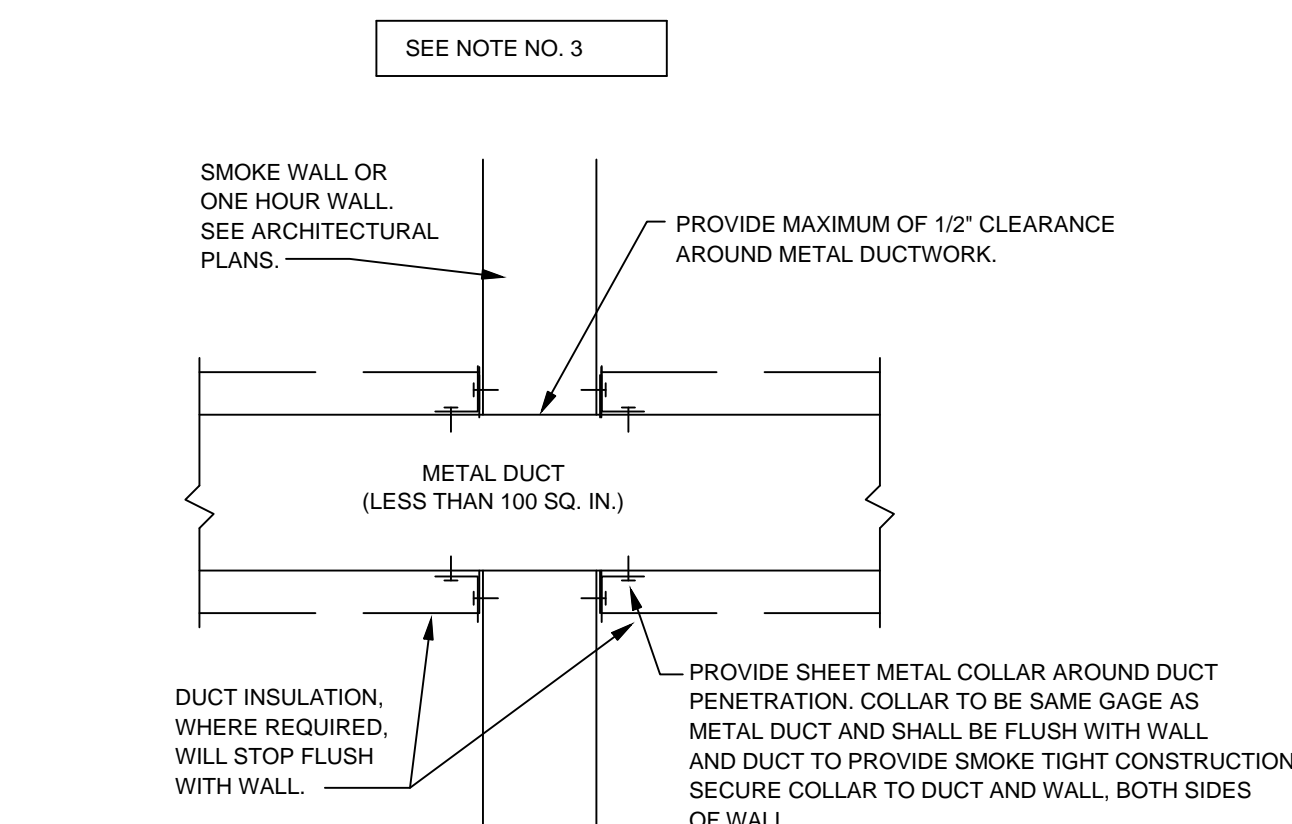 SEE NOTE NO. 3
SMOKE WALL OR
ONE HOUR WALL.
SEE ARCHITECTURAL
PLANS.
PROVIDE MAXIMUM OF 1/2" CLEARANCE
AROUND METAL DUCTWORK.
METAL DUCT
(LESS THAN 100 SQ. IN.)
DUCT INSULATION,
WHERE REQUIRED,
WILL STOP FLUSH
WITH WALL.
PROVIDE SHEET METAL COLLAR AROUND DUCT
PENETRATION. COLLAR TO BE SAME GAGE AS
METAL DUCT AND SHALL BE FLUSH WITH WALL
AND DUCT TO PROVIDE SMOKE TIGHT CONSTRUCTION
SECURE COLLAR TO DUCT AND WALL, BOTH SIDES
OF WALL